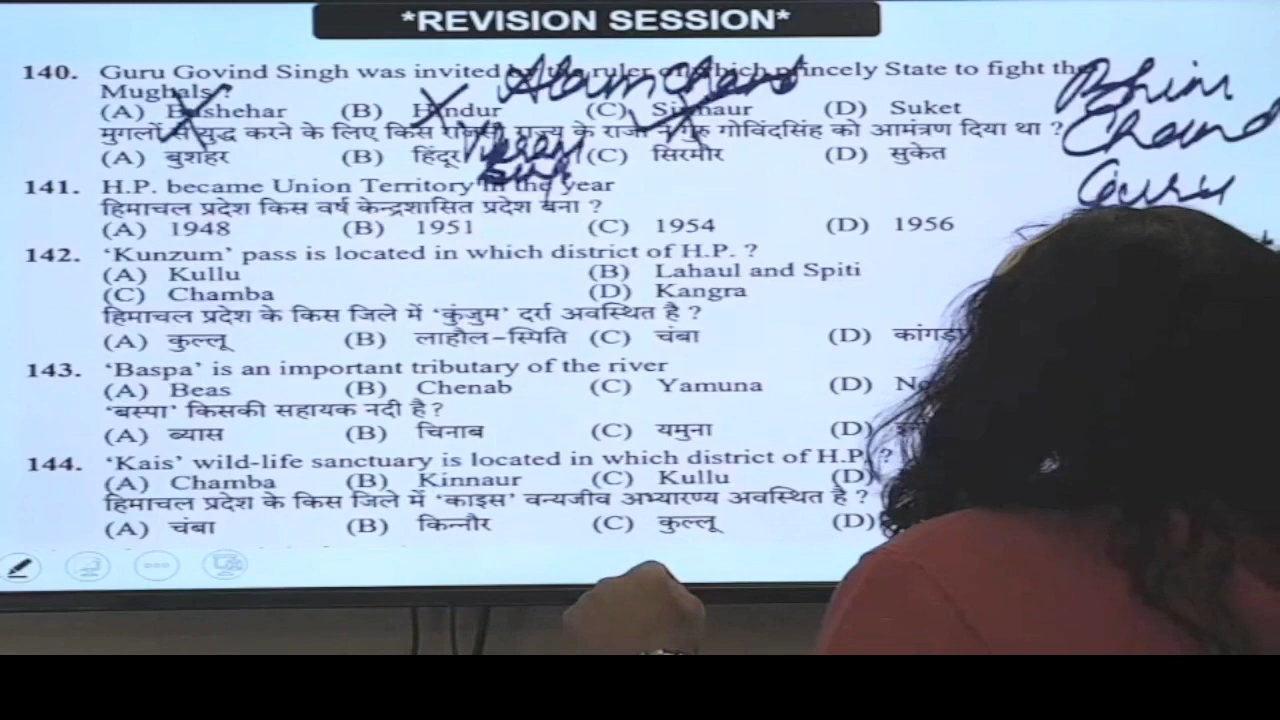 *REVISION SESSION*
140. Guru Govind Singh was invited by the ruler of which princely State to fight the
Mughals ?
(A) Bushehar (B) Hindur (C) Sirmaur (D) Suket
मुगलों से युद्ध करने के लिए किस राज्य के राजा ने गुरु गोविंदसिंह को आमंत्रण दिया था ?
(A) बुशहर (B) हिंदूर (C) सिरमौर (D) सुकेत
141. H.P. became Union Territory in the year
हिमाचल प्रदेश किस वर्ष केन्द्रशासित प्रदेश बना ?
(A) 1948 (B) 1951 (C) 1954 (D) 1956
142. ‘Kunzum’ pass is located in which district of H.P. ?
(A) Kullu (B) Lahaul and Spiti
(C) Chamba (D) Kangra
हिमाचल प्रदेश के किस जिले में ‘कुंजुम’ दर्रा अवस्थित है ?
(A) कुल्लू (B) लाहौल-स्पिति (C) चंबा (D) कांगड़ा
143. ‘Baspa’ is an important tributary of the river
(A) Beas (B) Chenab (C) Yamuna (D)
‘बस्पा’ किसकी सहायक नदी है ?
(A) ब्यास (B) चिनाब (C) यमुना (D)
144. ‘Kais’ wild-life sanctuary is located in which district of H.P. ?
(A) Chamba (B) Kinnaur (C) Kullu (D)
हिमाचल प्रदेश के किस जिले में ‘काइस’ वन्यजीव अभ्यारण्य अवस्थित है ?
(A) चंबा (B) किन्नौर (C) कुल्लू (D)
Bhim
Chand
Guru